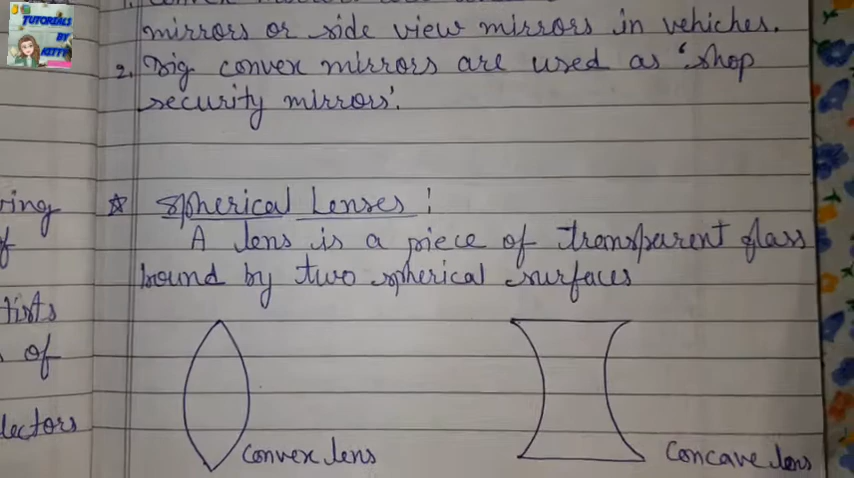 TUTORIALS
BY
KITTY
mirrors or side view mirrors in vehicles.
2. Big convex mirrors are used as 'shop
security mirrors'.
ring
☆ Spherical Lenses :
f
A lens is a piece of transparent glass
bound by two spherical surfaces
tists
of
lectors
Convex lens
Concave lens